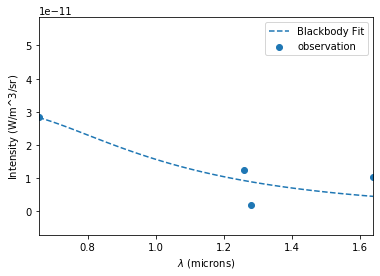 1e−11
Blackbody Fit
observation
Intensity (W/m^3/sr)
5
4
3
2
1
0
0.8 1.0 1.2 1.4 1.6
λ (microns)